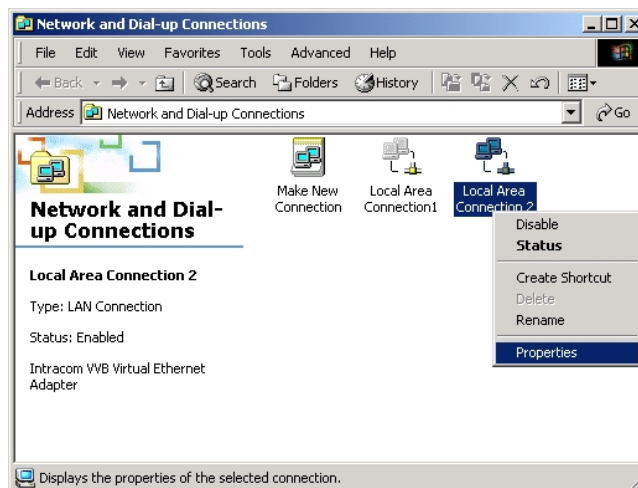 Network and Dial-up Connections
File Edit View Favorites Tools Advanced Help
Back Search Folders History
Address Network and Dial-up Connections Go
Make New Connection
Local Area Connection1
Local Area Connection 2
Network and Dial-
up Connections
Local Area Connection 2
Type: LAN Connection
Status: Enabled
Intracom VVB Virtual Ethernet
Adapter
Disable
Status
Create Shortcut
Delete
Rename
Properties
Displays the properties of the selected connection.